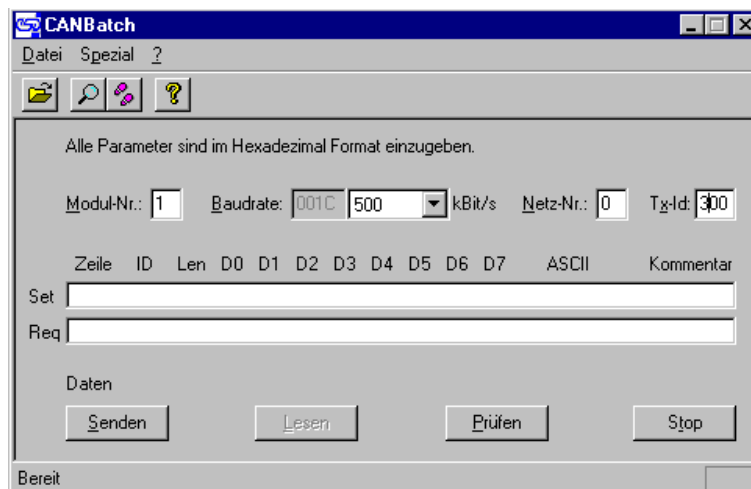 CANBatch
Datei Spezial ?
Alle Parameter sind im Hexadezimal Format einzugeben.
Modul-Nr.: 1 Baudrate: 001C 500 kBit/s Netz-Nr.: 0 Tx-Id: 300
Zeile ID Len D0 D1 D2 D3 D4 D5 D6 D7 ASCII Kommentar
Set
Req
Daten
Senden Lesen Prüfen Stop
Bereit